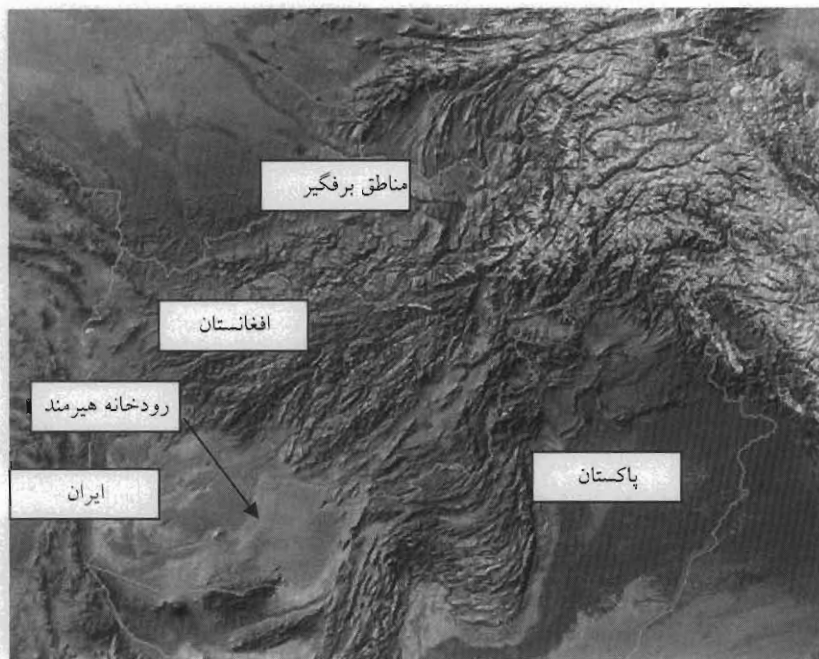 مناطق برفگیر
افغانستان
رودخانه هیرمند
ایران
پاکستان